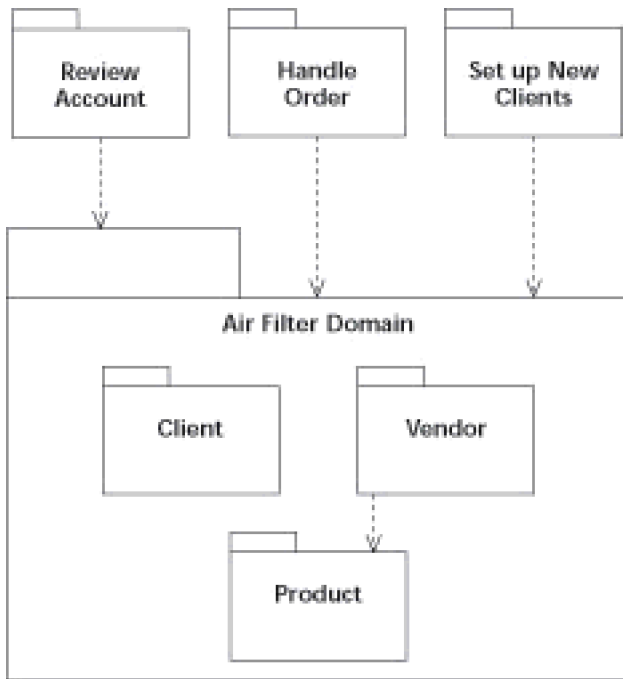 Review
Account
Handle
Order
Set up New
Clients
Air Filter Domain
Client
Vendor
Product